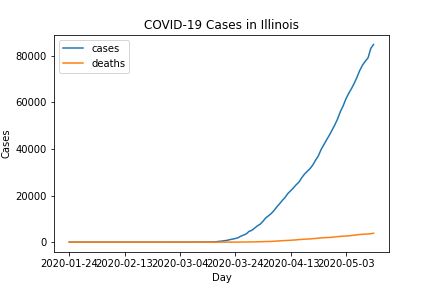 COVID-19 Cases in Illinois
cases
deaths
80000
60000
40000
20000
0
Cases
2020-01-24 2020-02-13 2020-03-04 2020-03-24 2020-04-13 2020-05-03
Day